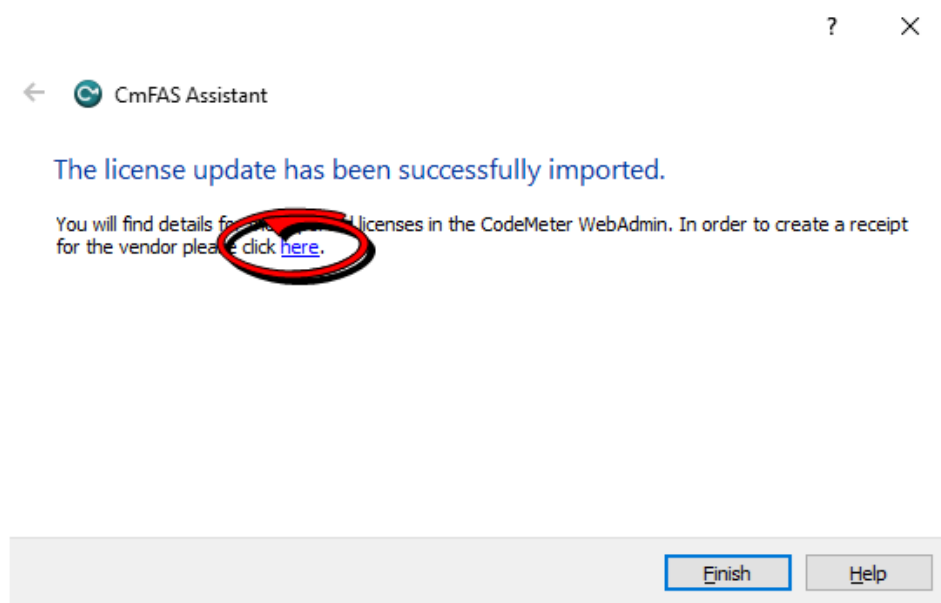 ?
CmFAS Assistant
The license update has been successfully imported.
You will find details licenses in the CodeMeter WebAdmin. In order to create a receipt
for the vendor please click here.
Finish
Help